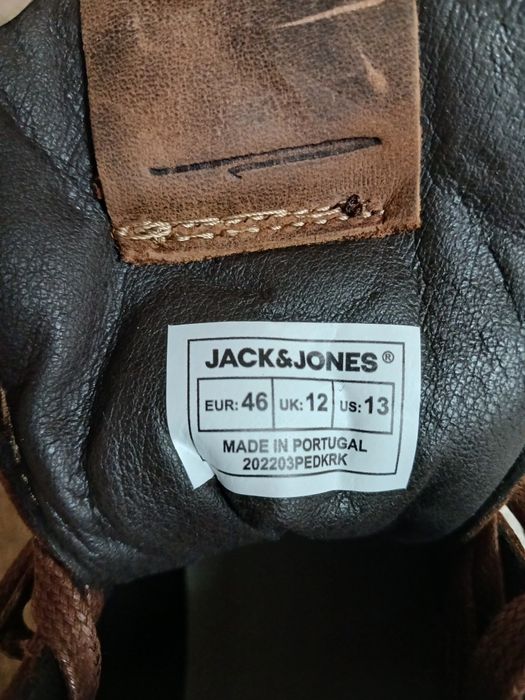 JACK&JONES®
EUR: 46 UK: 12 US: 13
MADE IN PORTUGAL
202203PEDKRK